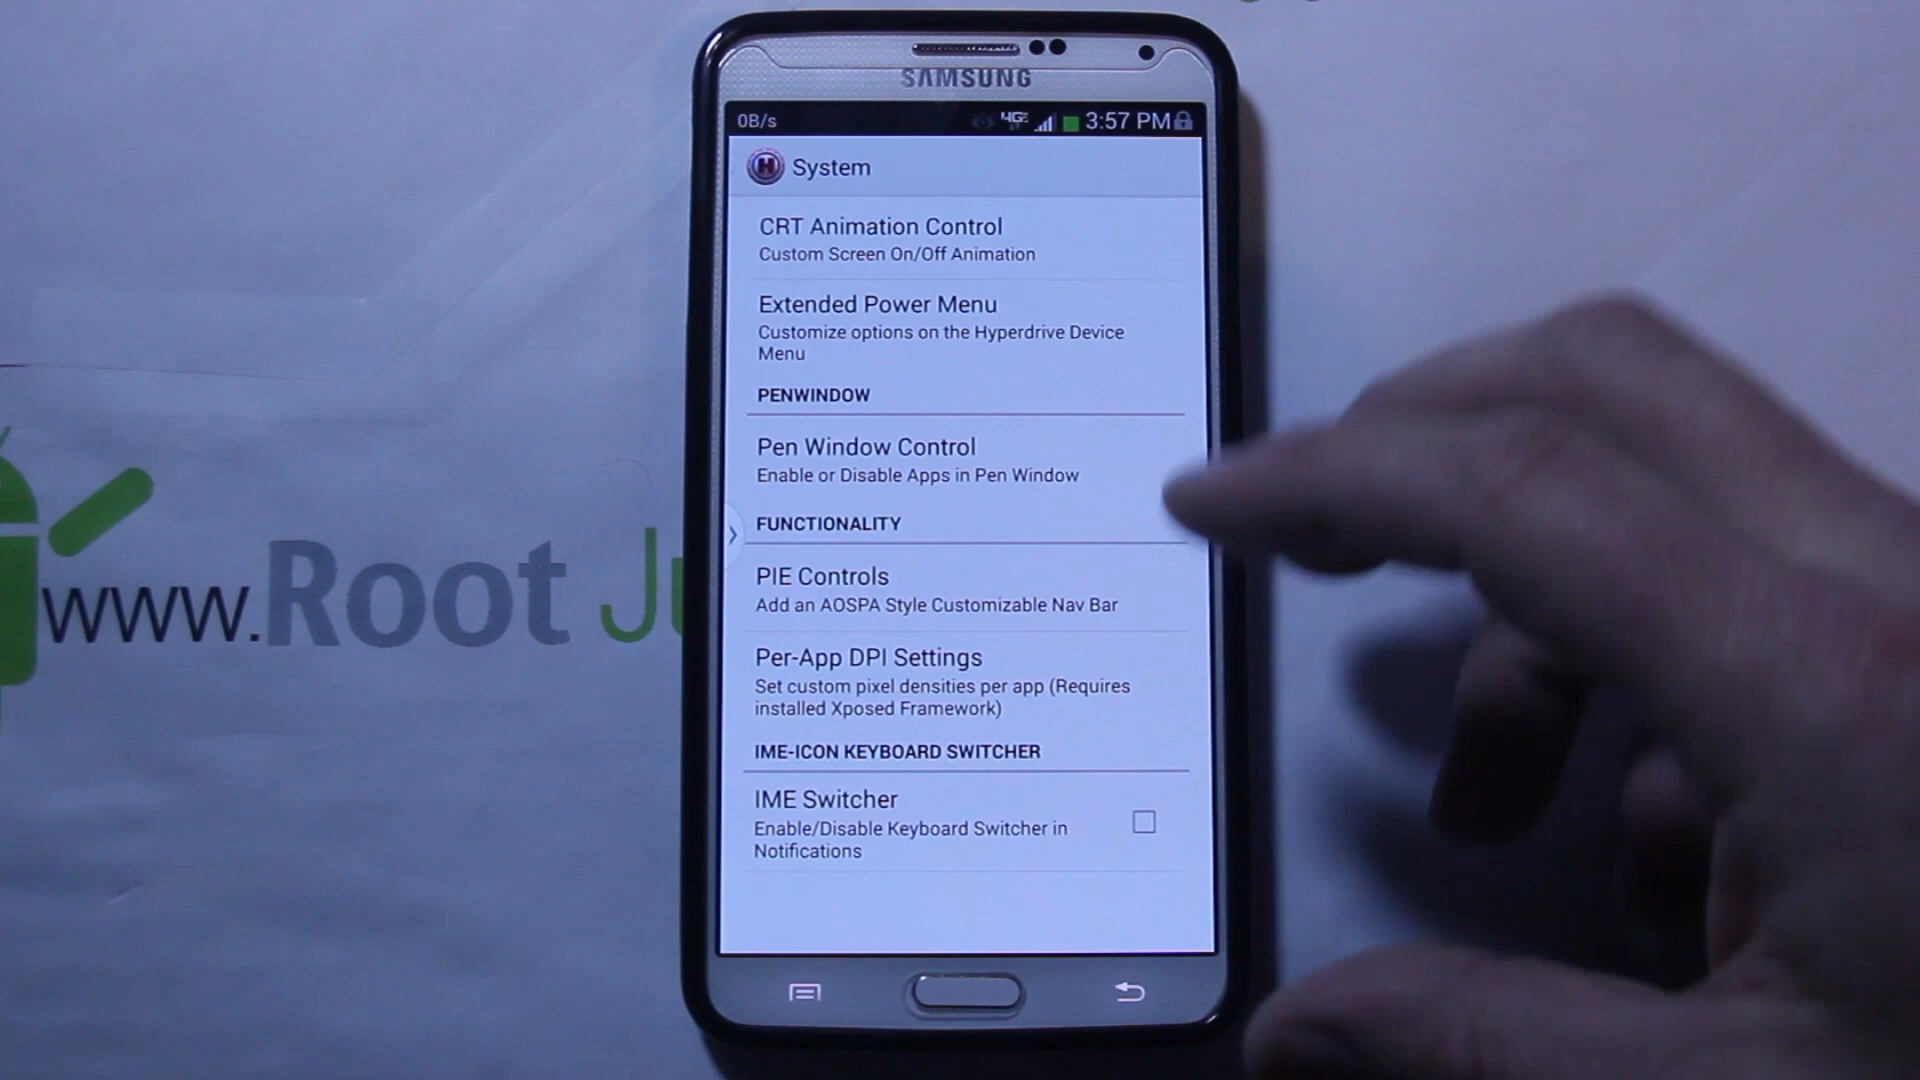 SAMSUNG
0B/s 4G 3:57 PM
System
CRT Animation Control
Custom Screen On/Off Animation
Extended Power Menu
Customize options on the Hyperdrive Device
Menu
PENWINDOW
Pen Window Control
Enable or Disable Apps in Pen Window
FUNCTIONALITY
PIE Controls
Add an AOSPA Style Customizable Nav Bar
Per-App DPI Settings
Set custom pixel densities per app (Requires
installed Xposed Framework)
IME-ICON KEYBOARD SWITCHER
IME Switcher
Enable/Disable Keyboard Switcher in
Notifications
www.Root Ju